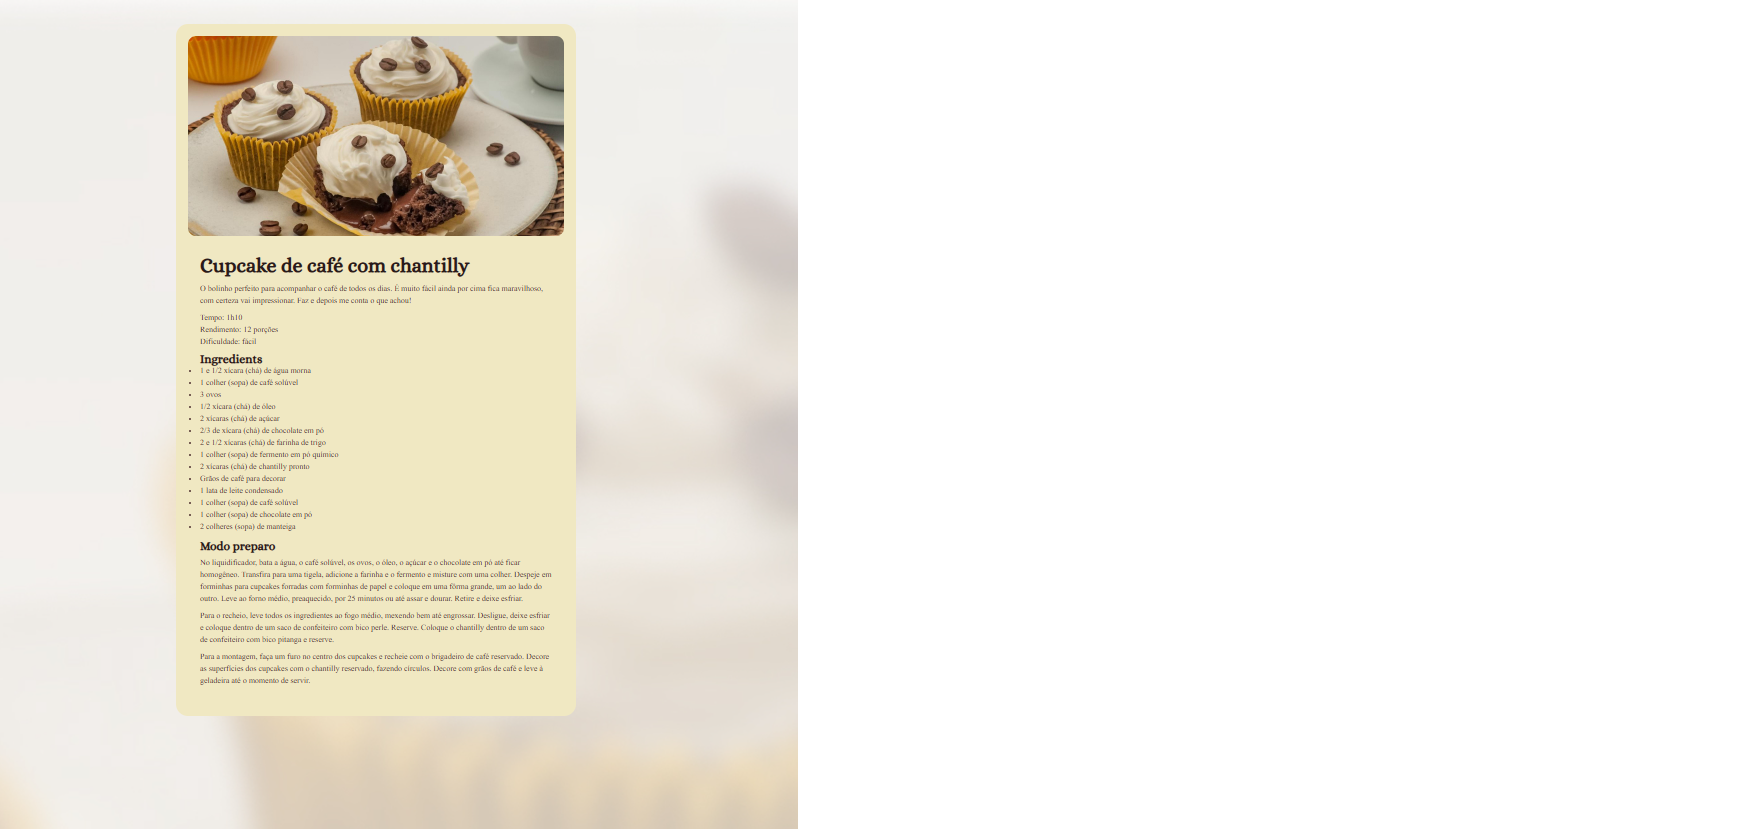 Cupcake de café com chantilly
O bolinho perfeito para acompanhar o café de todos os dias. É muito fácil ainda por cima fica maravilhoso,
com certeza vai impressionar. Faz e depois me conta o que achou!
Tempo: 1h10
Rendimento: 12 porções
Dificuldade: fácil
Ingredients
• 1 e 1/2 xícara (chá) de água morna
• 1 colher (sopa) de café solúvel
• 3 ovos
• 1/2 xícara (chá) de óleo
• 2 xícaras (chá) de açúcar
• 2/3 de xícara (chá) de chocolate em pó
• 2 e 1/2 xícaras (chá) de farinha de trigo
• 1 colher (sopa) de fermento em pó químico
• 2 xícaras (chá) de chantilly pronto
• Grãos de café para decorar
• 1 lata de leite condensado
• 1 colher (sopa) de café solúvel
• 1 colher (sopa) de chocolate em pó
• 2 colheres (sopa) de manteiga
Modo preparo
No liquidificador, bata a água, o café solúvel, os ovos, o óleo, o açúcar e o chocolate em pó até ficar
homogêneo. Transfira para uma tigela, adicione a farinha e o fermento e misture com uma colher. Despeje em
forminhas para cupcakes forradas com forminhas de papel e coloque em uma fôrma grande, um ao lado do
outro. Leve ao forno médio, preaquecido, por 25 minutos ou até assar e dourar. Retire e deixe esfriar.
Para o recheio, leve todos os ingredientes ao fogo médio, mexendo bem até engrossar. Desligue, deixe esfriar
e coloque dentro de um saco de confeiteiro com bico perle. Reserve. Coloque o chantilly dentro de um saco
de confeiteiro com bico pitanga e reserve.
Para a montagem, faça um furo no centro dos cupcakes e recheie com o brigadeiro de café reservado. Decore
as superfícies dos cupcakes com o chantilly reservado, fazendo círculos. Decore com grãos de café e leve à
geladeira até o momento de servir.